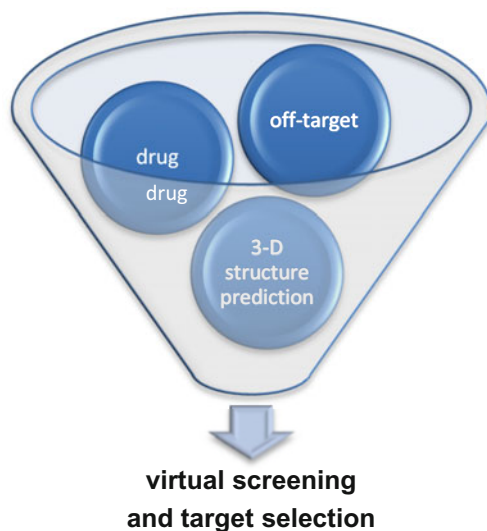 off-target
drug
drug
3-D
structure
prediction
virtual screening
and target selection